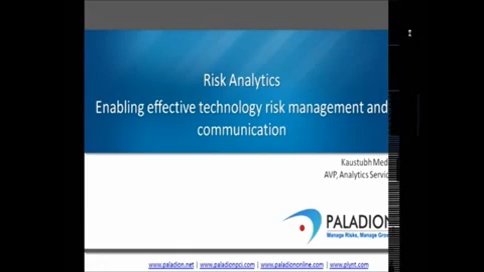 Risk Analytics
Enabling effective technology risk management and
communication
Kaustubh Med
AVP, Analytics Servic
PALADION
Manage Risks, Manage Grow
www.paladion.net | www.paladionpci.com | www.paladiononline.com | www.plynt.com